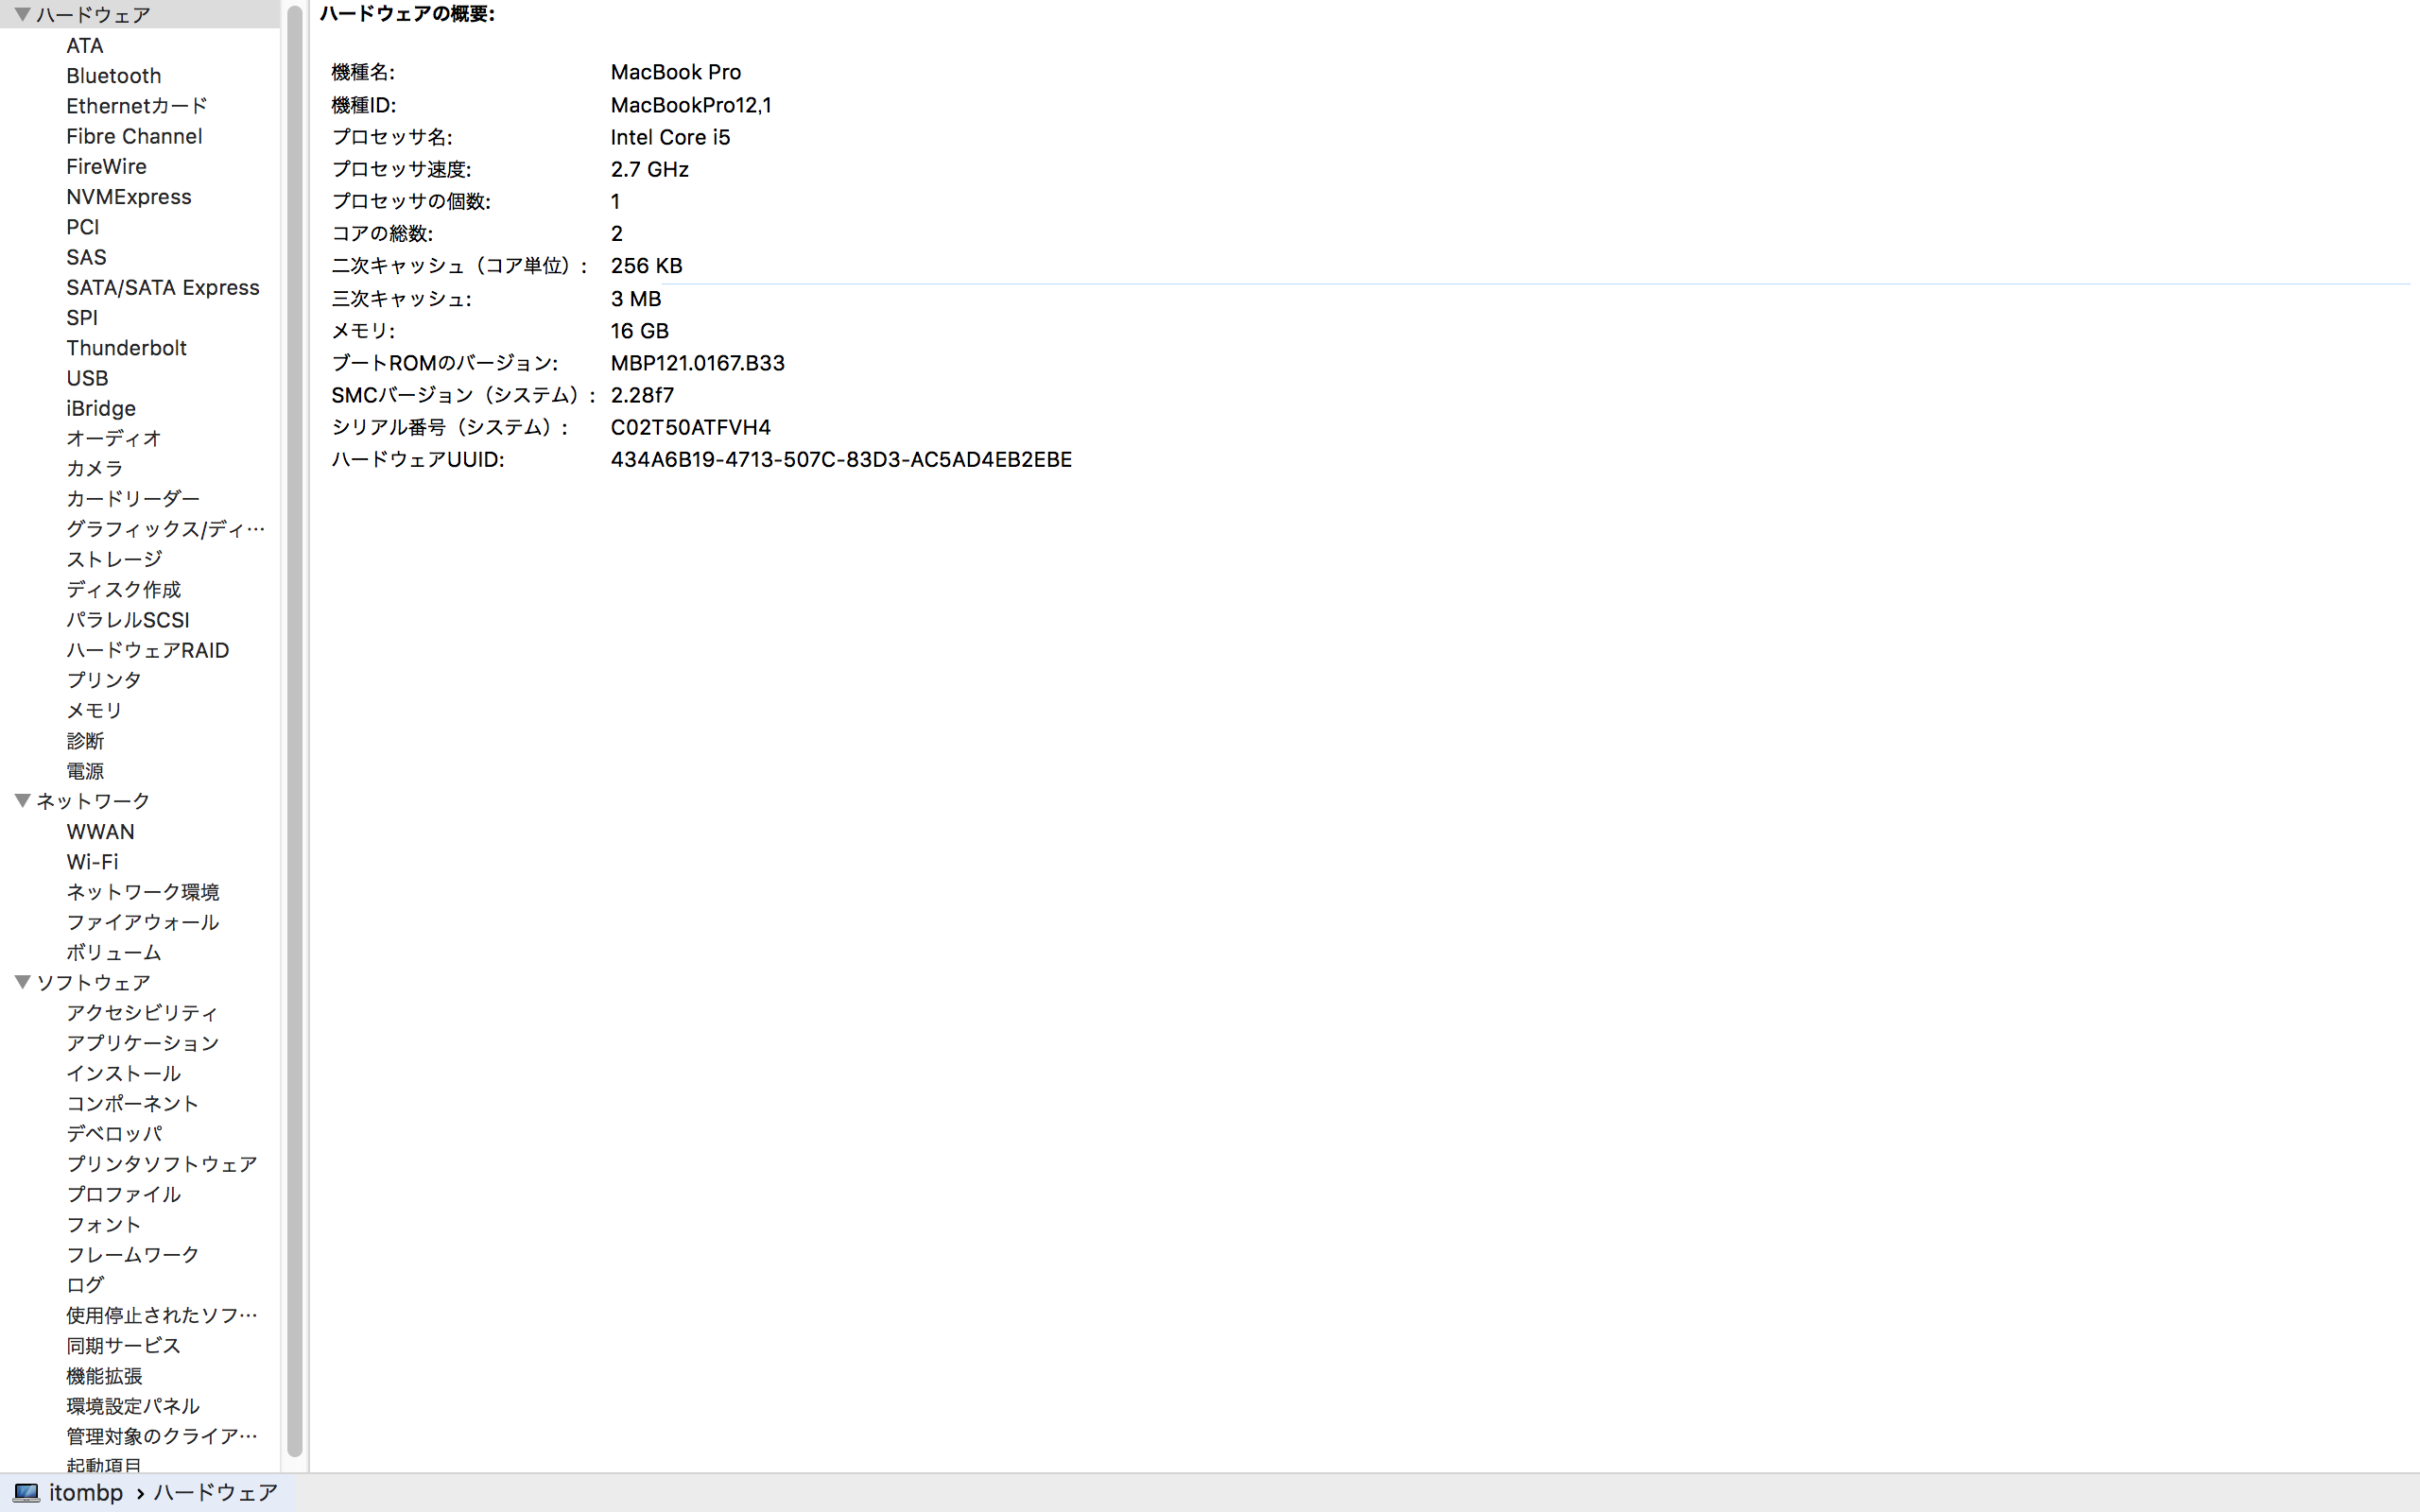 ハードウェア
ATA
Bluetooth
Ethernetカード
Fibre Channel
FireWire
NVMExpress
PCI
SAS
SATA/SATA Express
SPI
Thunderbolt
USB
iBridge
オーディオ
カメラ
カードリーダー
グラフィックス/ディ…
ストレージ
ディスク作成
パラレルSCSI
ハードウェアRAID
プリンタ
メモリ
診断
電源
ネットワーク
WWAN
Wi-Fi
ネットワーク環境
ファイアウォール
ボリューム
ソフトウェア
アクセシビリティ
アプリケーション
インストール
コンポーネント
デベロッパ
プリンタソフトウェア
プロファイル
フォント
フレームワーク
ログ
使用停止されたソフ…
同期サービス
機能拡張
環境設定パネル
管理対象のクライア…
起動項目
ハードウェアの概要:
機種名: MacBook Pro
機種ID: MacBookPro12,1
プロセッサ名: Intel Core i5
プロセッサ速度: 2.7 GHz
プロセッサの個数: 1
コアの総数: 2
二次キャッシュ（コア単位）: 256 KB
三次キャッシュ: 3 MB
メモリ: 16 GB
ブートROMのバージョン: MBP121.0167.B33
SMCバージョン（システム）: 2.28f7
シリアル番号（システム）: C02T50ATFVH4
ハードウェアUUID: 434A6B19-4713-507C-83D3-AC5AD4EB2EBE
itombp › ハードウェア